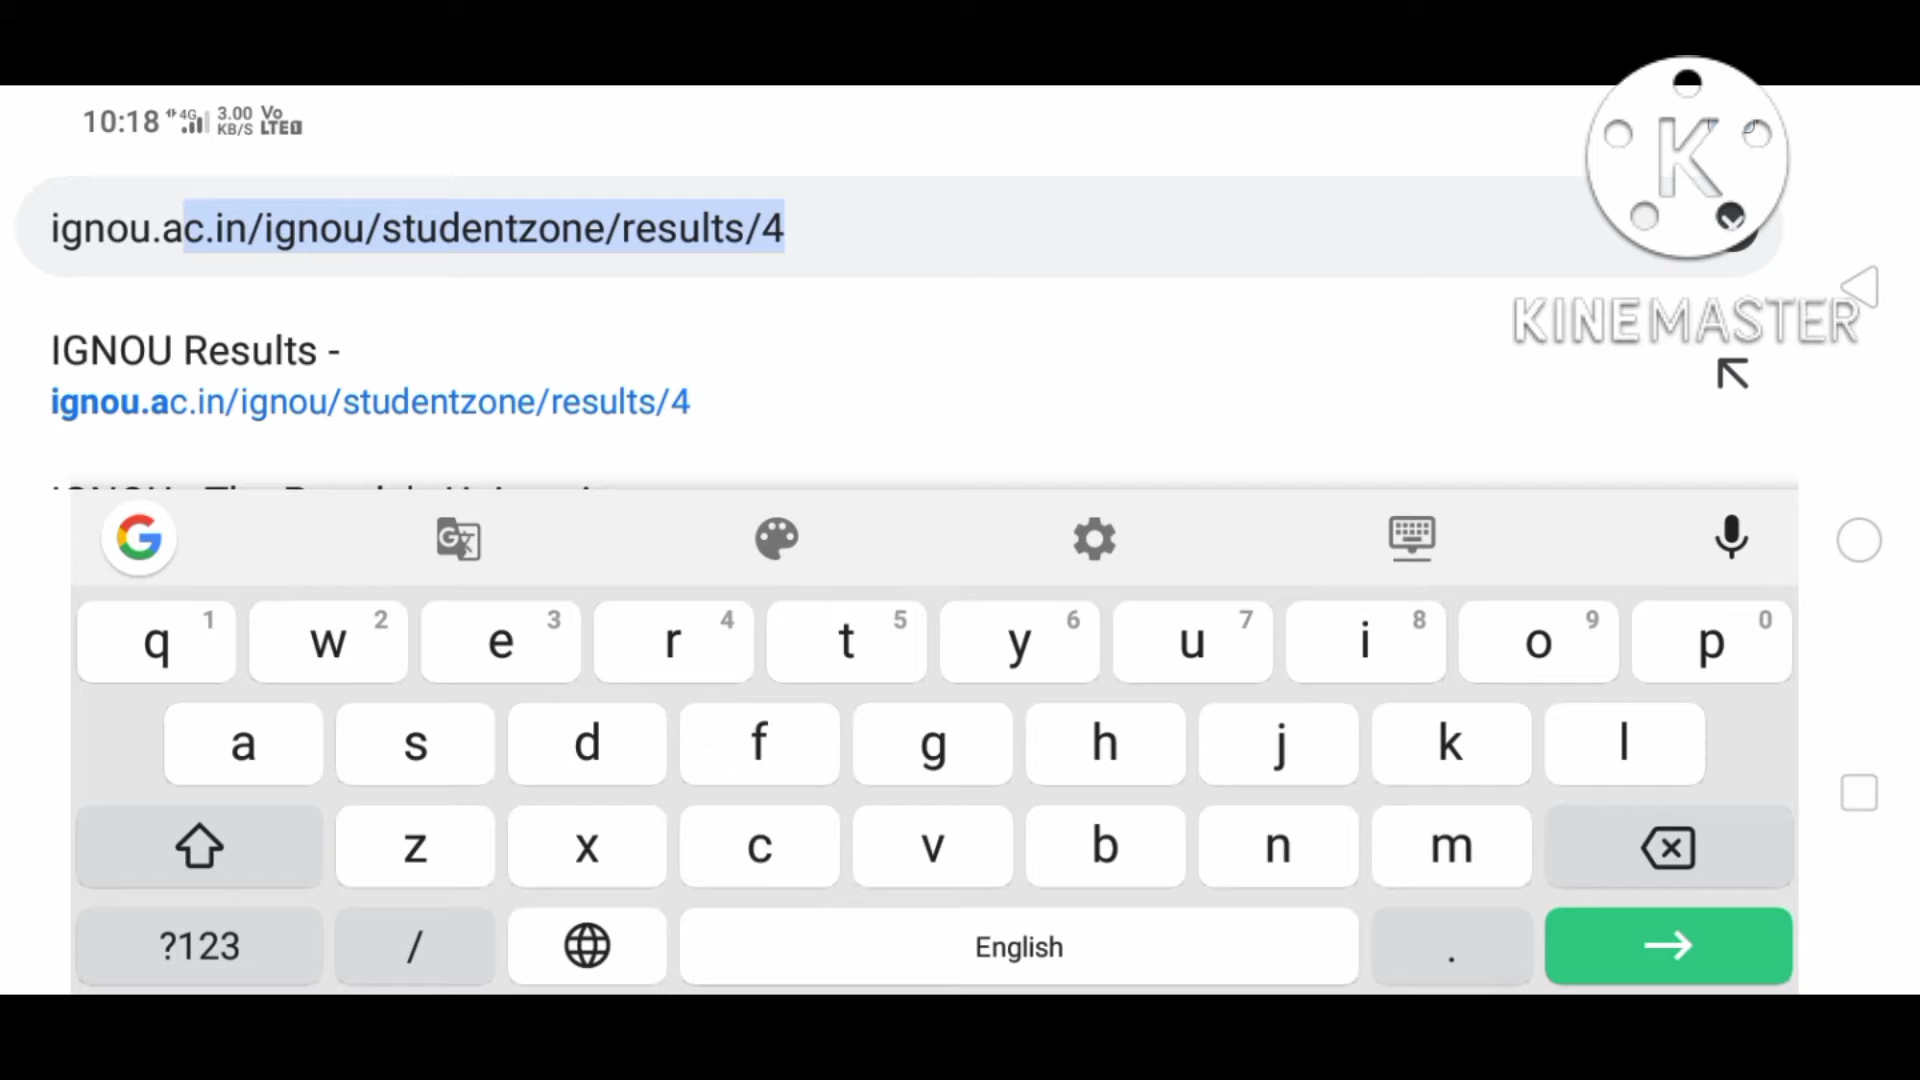 10:18 4G 3.00 KB/S Vo LTE
K
ignou.ac.in/ignou/studentzone/results/4
KINEMASTER
IGNOU Results -
ignou.ac.in/ignou/studentzone/results/4
G
q 1 w 2 e 3 r 4 t 5 y 6 u 7 i 8 o 9 p 0
a s d f g h j k l
z x c v b n m
?123 / English .